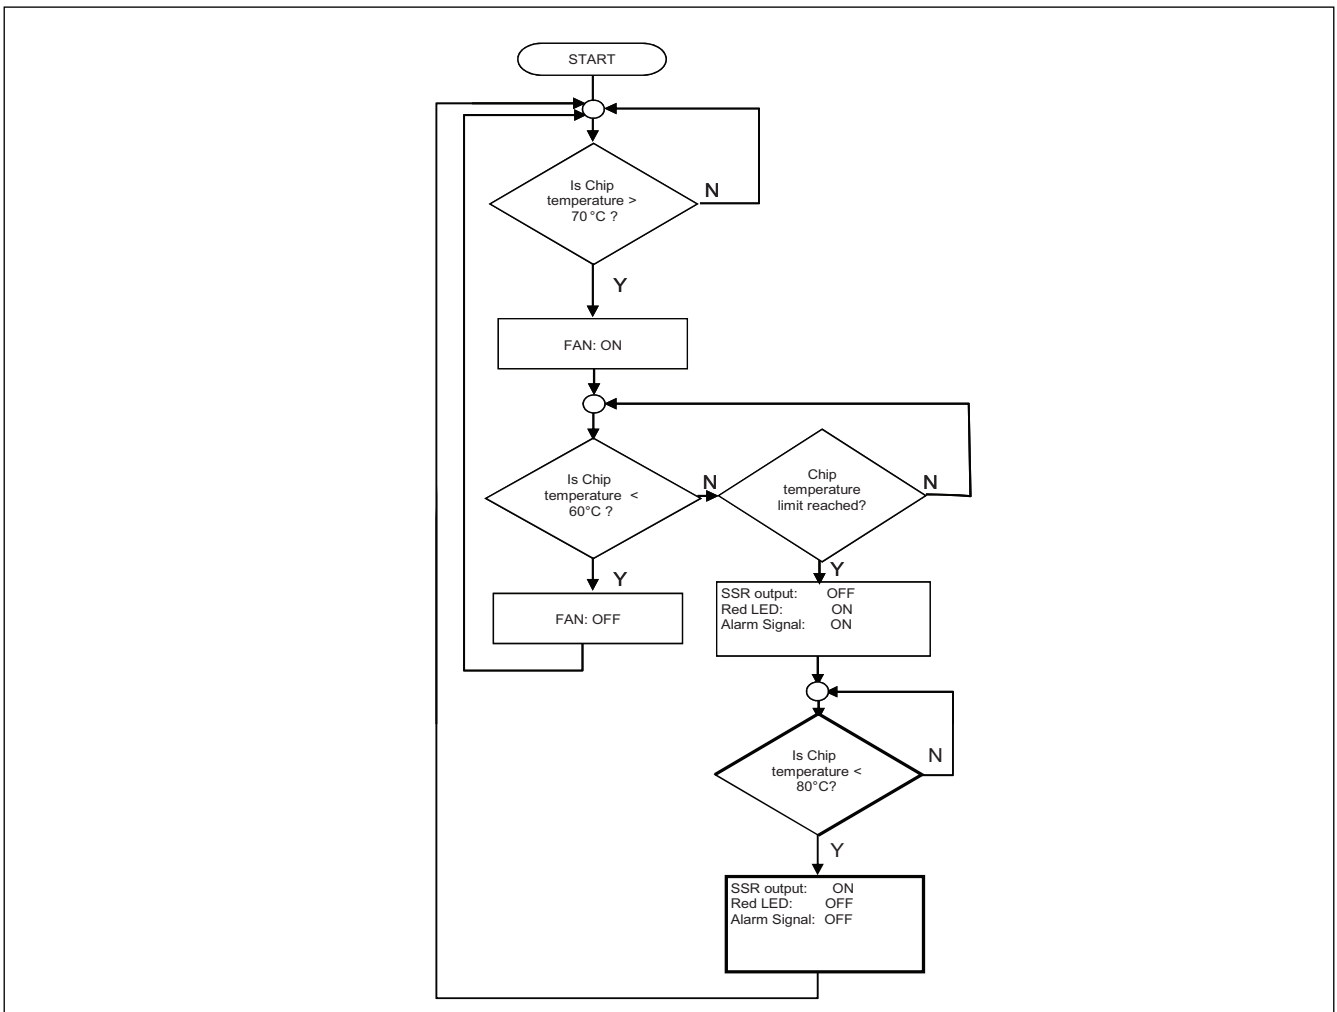 START
Is Chip
temperature >
70°C ?
N
Y
FAN: ON
Is Chip
temperature <
60°C ?
N
Chip
temperature
limit reached?
N
Y
Y
FAN: OFF
SSR output: OFF
Red LED: ON
Alarm Signal: ON
Is Chip
temperature <
80°C?
N
Y
SSR output: ON
Red LED: OFF
Alarm Signal: OFF